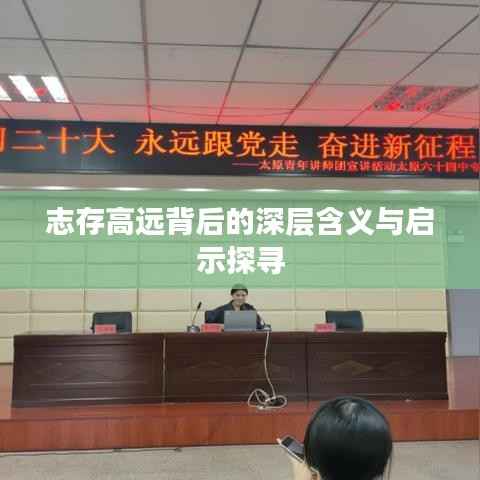 习二十大 永远跟党走 奋进新征程
——太原青年讲师团宣讲活动太原六十四中专
志存高远背后的深层含义与启
示探寻